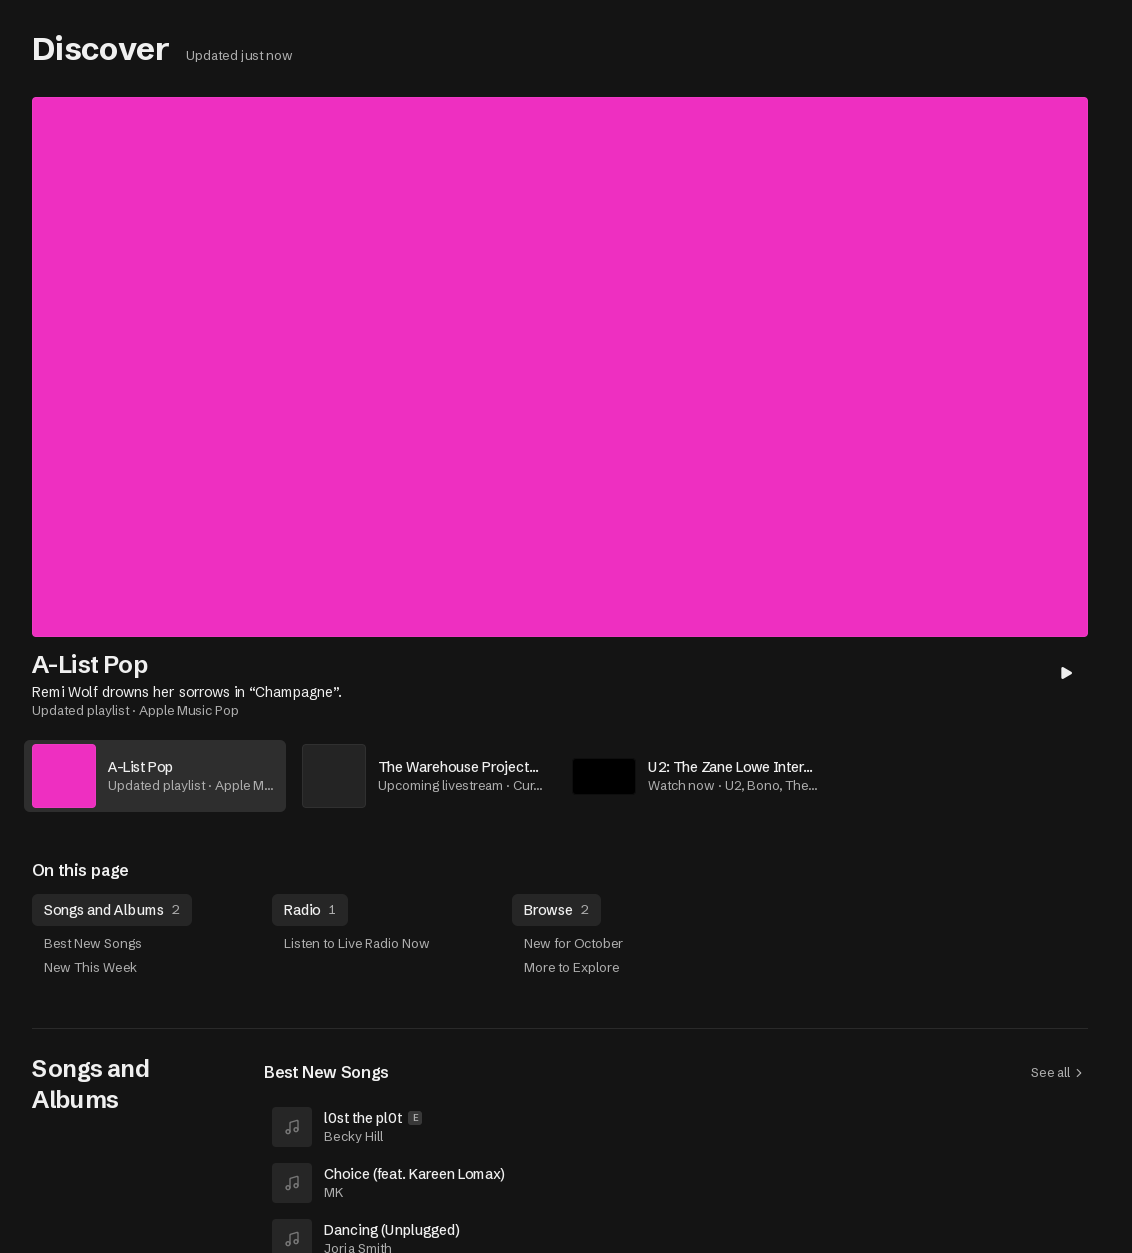 Discover
Updated just now
A-List Pop
Remi Wolf drowns her sorrows in “Champagne”.
Updated playlist · Apple Music Pop
A-List Pop
Updated playlist · Apple M…
The Warehouse Project…
Upcoming livestream · Cur…
U2: The Zane Lowe Inter…
Watch now · U2, Bono, The…
On this page
Songs and Albums 2
Best New Songs
New This Week
Radio 1
Listen to Live Radio Now
Browse 2
New for October
More to Explore
Songs and
Albums
Best New Songs
See all
l0st the pl0t E
Becky Hill
Choice (feat. Kareen Lomax)
MK
Dancing (Unplugged)
Jorja Smith